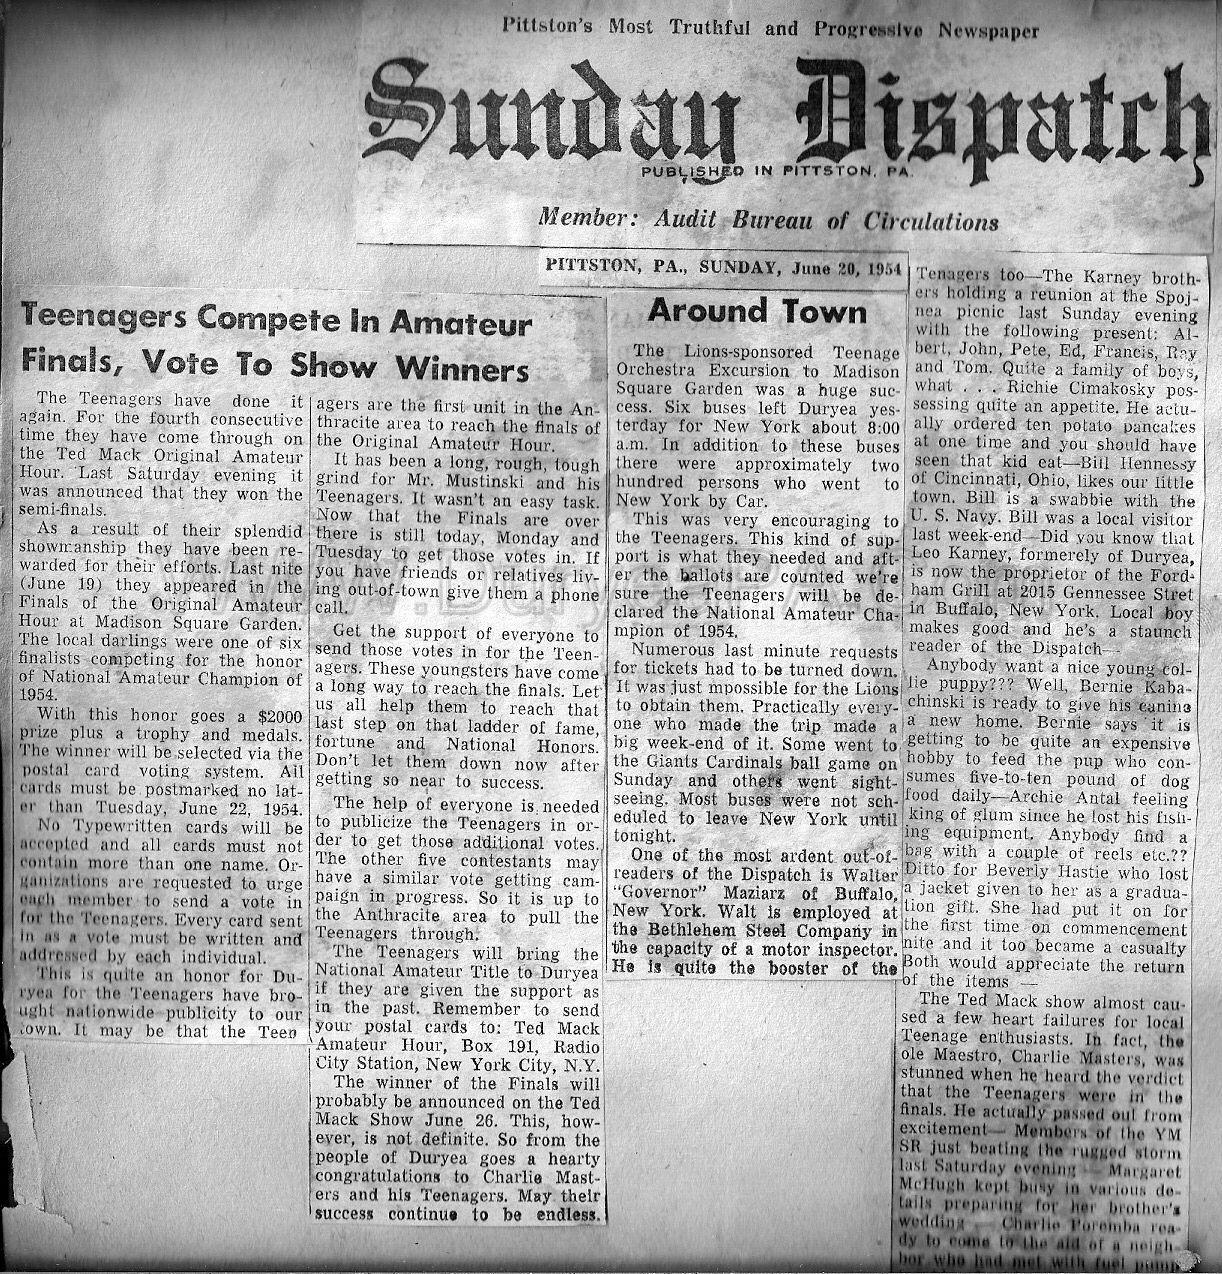 Pittston's Most Truthful and Progressive Newspaper
Sunday Dispatch
PUBLISHED IN PITTSTON, PA.
Member: Audit Bureau of Circulations
PITTSTON, PA., SUNDAY, June 20, 1954
Teenagers Compete In Amateur
Finals, Vote To Show Winners
The Teenagers have done it
again. For the fourth consecutive
time they have come through on
the Ted Mack Original Amateur
Hour. Last Saturday evening it
was announced that they won the
semi-finals.
As a result of their splendid
showmanship they have been re-
warded for their efforts. Last nite
(June 19) they appeared in the
Finals of the Original Amateur
Hour at Madison Square Garden.
The local darlings were one of six
finalists competing for the honor
of National Amateur Champion of
1954.
With this honor goes a $2000
prize plus a trophy and medals.
The winner will be selected via the
postal card voting system. All
cards must be postmarked no lat-
er than Tuesday, June 22, 1954.
No Typewritten cards will be
accepted and all cards must not
contain more than one name. Or-
ganizations are requested to urge
each member to send a vote in
for the Teenagers. Every card sent
in as a vote must be written and
addressed by each individual.
This is quite an honor for Du-
ryea for the Teenagers have bro-
ught nationwide publicity to our
town. It may be that the Teen
agers are the first unit in the An-
thracite area to reach the finals of
the Original Amateur Hour.
It has been a long, rough, tough
grind for Mr. Mustinski and his
Teenagers. It wasn't an easy task.
Now that the Finals are over
there is still today, Monday and
Tuesday to get those votes in. If
you have friends or relatives liv-
ing out-of-town give them a phone
call.
Get the support of everyone to
send those votes in for the Teen-
agers. These youngsters have come
a long way to reach the finals. Let
us all help them to reach that
last step on that ladder of fame,
fortune and National Honors.
Don't let them down now after
getting so near to success.
The help of everyone is needed
to publicize the Teenagers in or-
der to get those additional votes.
The other five contestants may
have a similar vote getting cam-
paign in progress. So it is up to
the Anthracite area to pull the
Teenagers through.
The Teenagers will bring the
National Amateur Title to Duryea
if they are given the support as
in the past. Remember to send
your postal cards to: Ted Mack
Amateur Hour, Box 191, Radio
City Station, New York City, N.Y.
The winner of the Finals will
probably be announced on the Ted
Mack Show June 26. This, how-
ever, is not definite. So from the
people of Duryea goes a hearty
congratulations to Charlie Mast-
ers and his Teenagers. May their
success continue to be endless.
Around Town
The Lions-sponsored Teenage
Orchestra Excursion to Madison
Square Garden was a huge suc-
cess. Six buses left Duryea yes-
terday for New York about 8:00
a.m. In addition to these buses
there were approximately two
hundred persons who went to
New York by Car.
This was very encouraging to
the Teenagers. This kind of sup-
port is what they needed and aft-
er the ballots are counted we're
sure the Teenagers will be de-
clared the National Amateur Cha-
mpion of 1954.
Numerous last minute requests
for tickets had to be turned down.
It was just mpossible for the Lions
to obtain them. Practically every-
one who made the trip made a
big week-end of it. Some went to
the Giants Cardinals ball game on
Sunday and others went sight-
seeing. Most buses were not sch-
eduled to leave New York until
tonight.
One of the most ardent out-of-
readers of the Dispatch is Walter
"Governor" Maziarz of Buffalo,
New York. Walt is employed at
the Bethlehem Steel Company in
the capacity of a motor inspector.
He is quite the booster of the
Tenagers too—The Karney broth-
ers holding a reunion at the Spoj-
nea picnic last Sunday evening
with the following present: Al-
bert, John, Pete, Ed, Francis, Ray
and Tom. Quite a family of boys,
what . . . Richie Cimakosky pos-
sessing quite an appetite. He actu-
ally ordered ten potato pancakes
at one time and you should have
seen that kid eat—Bill Hennessy
of Cincinnati, Ohio, likes our little
town. Bill is a swabbie with the
U. S. Navy. Bill was a local visitor
last week-end—Did you know that
Leo Karney, formerely of Duryea,
is now the proprietor of the Ford-
ham Grill at 2015 Gennessee Stret
in Buffalo, New York. Local boy
makes good and he's a staunch
reader of the Dispatch—
Anybody want a nice young col-
lie puppy??? Well, Bernie Kaba-
chinski is ready to give his canine
a new home. Bernie says it is
getting to be quite an expensive
hobby to feed the pup who con-
sumes five-to-ten pound of dog
food daily—Archie Antal feeling
king of glum since he lost his fish-
ing equipment. Anybody find a
bag with a couple of reels etc.??
Ditto for Beverly Hastie who lost
a jacket given to her as a gradua-
tion gift. She had put it on for
the first time on commencement
nite and it too became a casualty
Both would appreciate the return
of the items —
The Ted Mack show almost cau-
sed a few heart failures for local
Teenage enthusiasts. In fact, the
ole Maestro, Charlie Masters, was
stunned when he heard the verdict
that the Teenagers were in the
finals. He actually passed out from
excitement— Members of the YM
SR just beating the rugged storm
last Saturday evening — Margaret
McHugh kept busy in various de-
tails preparing for her brother's
wedding — Charlie Poremba rea-
dy to come to the aid of a neigh-
bor who had met with fuel pump